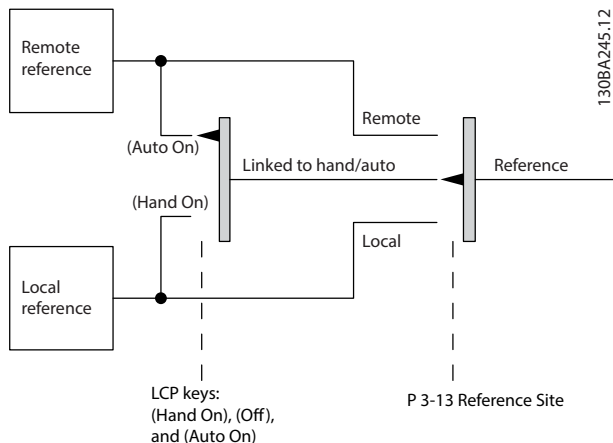 Remote
reference
130BA245.12
Remote
(Auto On)
Linked to hand/auto
Reference
(Hand On)
Local
Local
reference
LCP keys:
(Hand On), (Off),
and (Auto On)
P 3-13 Reference Site